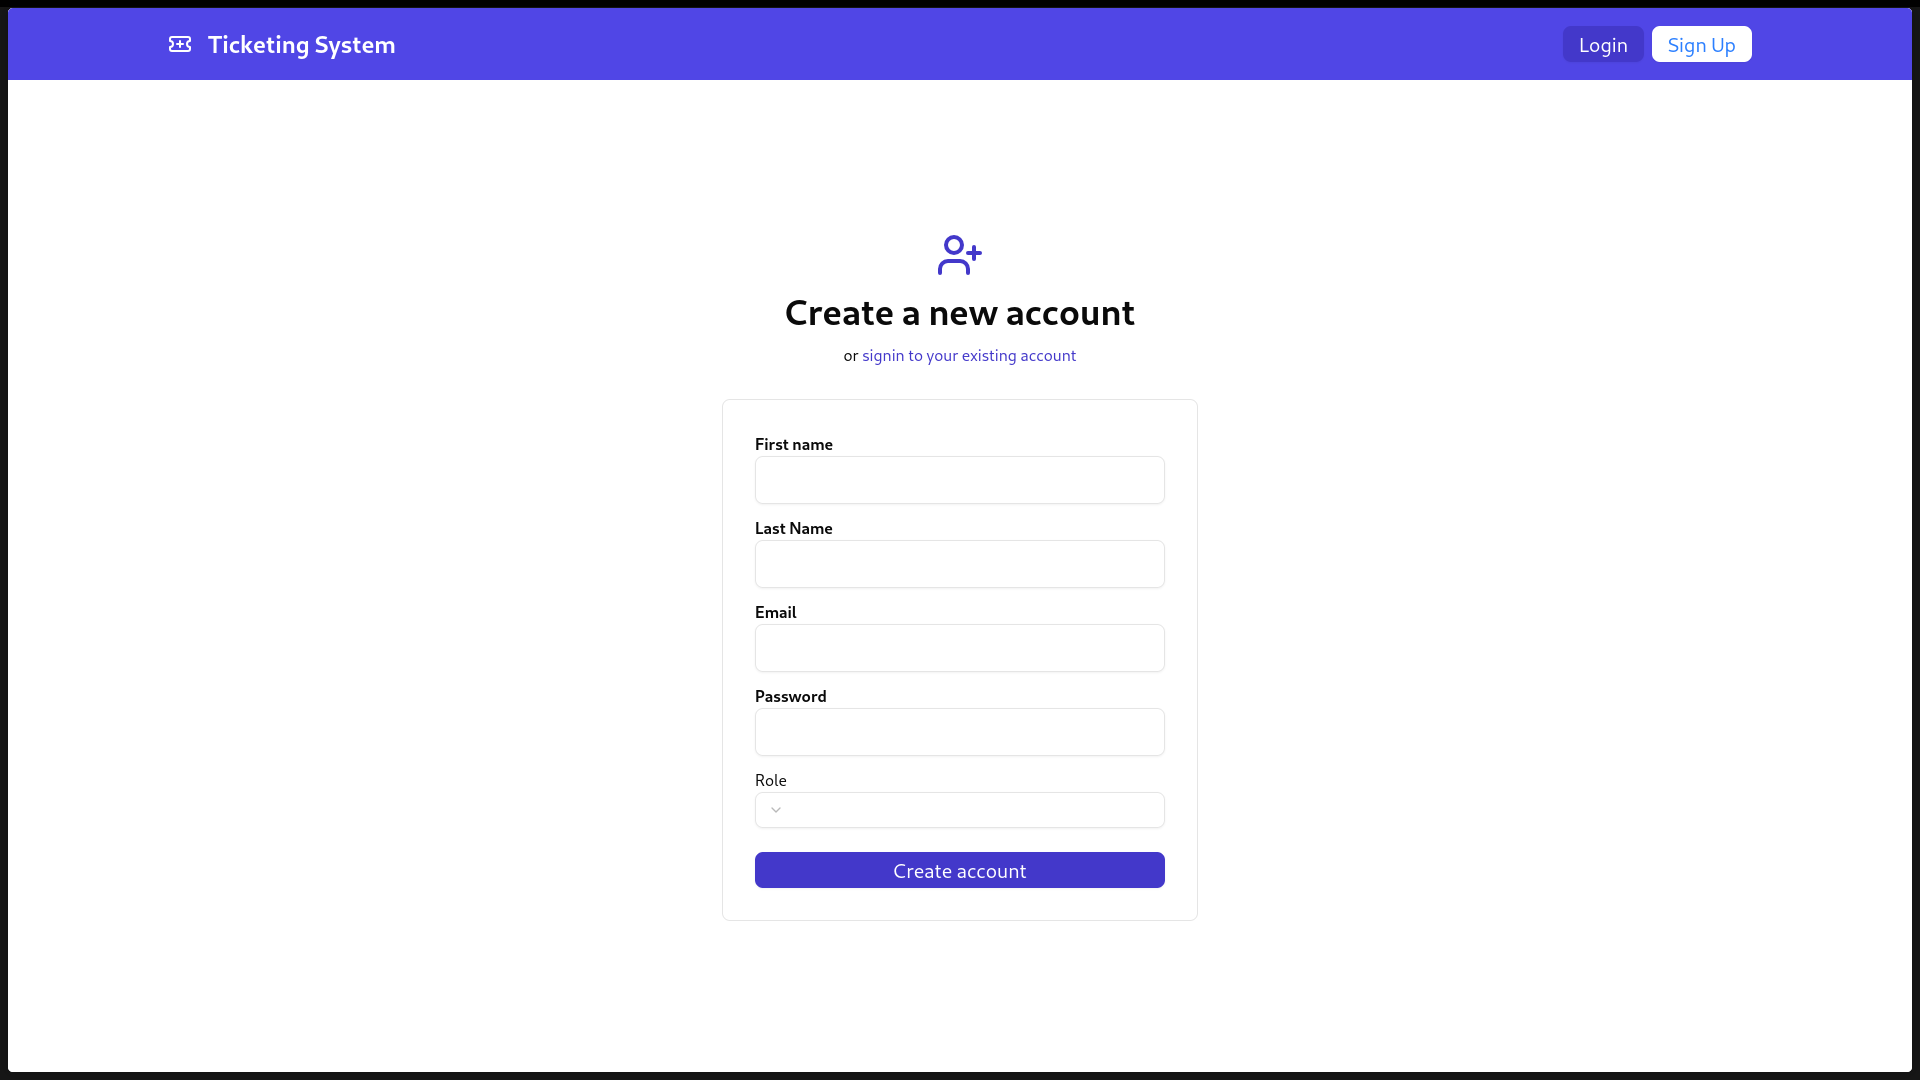 Ticketing System
Login
Sign Up
Create a new account
or signin to your existing account
First name
Last Name
Email
Password
Role
Create account